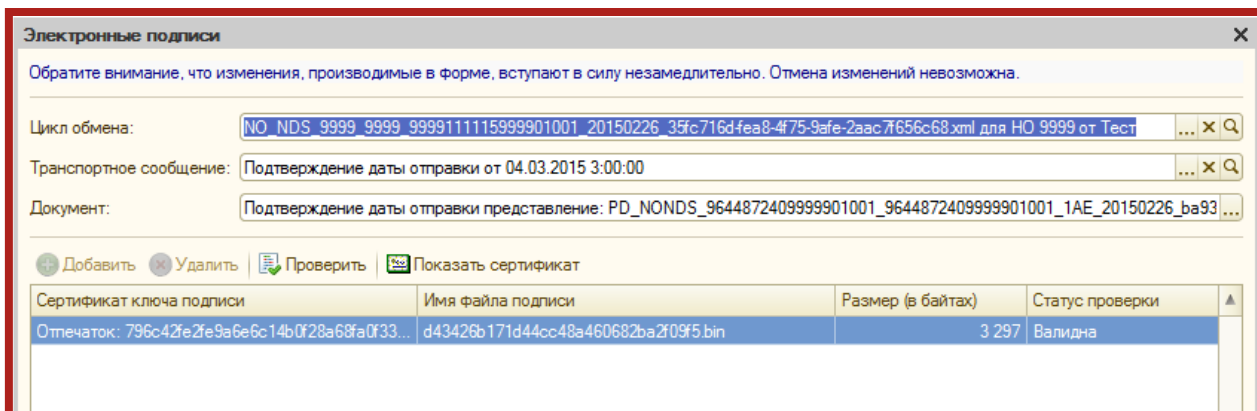 Электронные подписи
Обратите внимание, что изменения, производимые в форме, вступают в силу незамедлительно. Отмена изменений невозможна.
Цикл обмена: NO_NDS_9999_9999_9999111115999901001_20150226_35fc716d-fea8-4f75-9afe-2aac7f656c68.xml для НО 9999 от Тест ...
Транспортное сообщение: Подтверждение даты отправки от 04.03.2015 3:00:00 ...
Документ: Подтверждение даты отправки представление: PD_NONDS_9644872409999901001_9644872409999901001_1AE_20150226_ba93 ...
Добавить Удалить Проверить Показать сертификат
Сертификат ключа подписи Имя файла подписи Размер (в байтах) Статус проверки
Отпечаток: 796c42fe2fe9a6e6c14b0f28a68fa0f33... d43426b171d44cc48a460682ba2f09f5.bin 3 297 Валидна